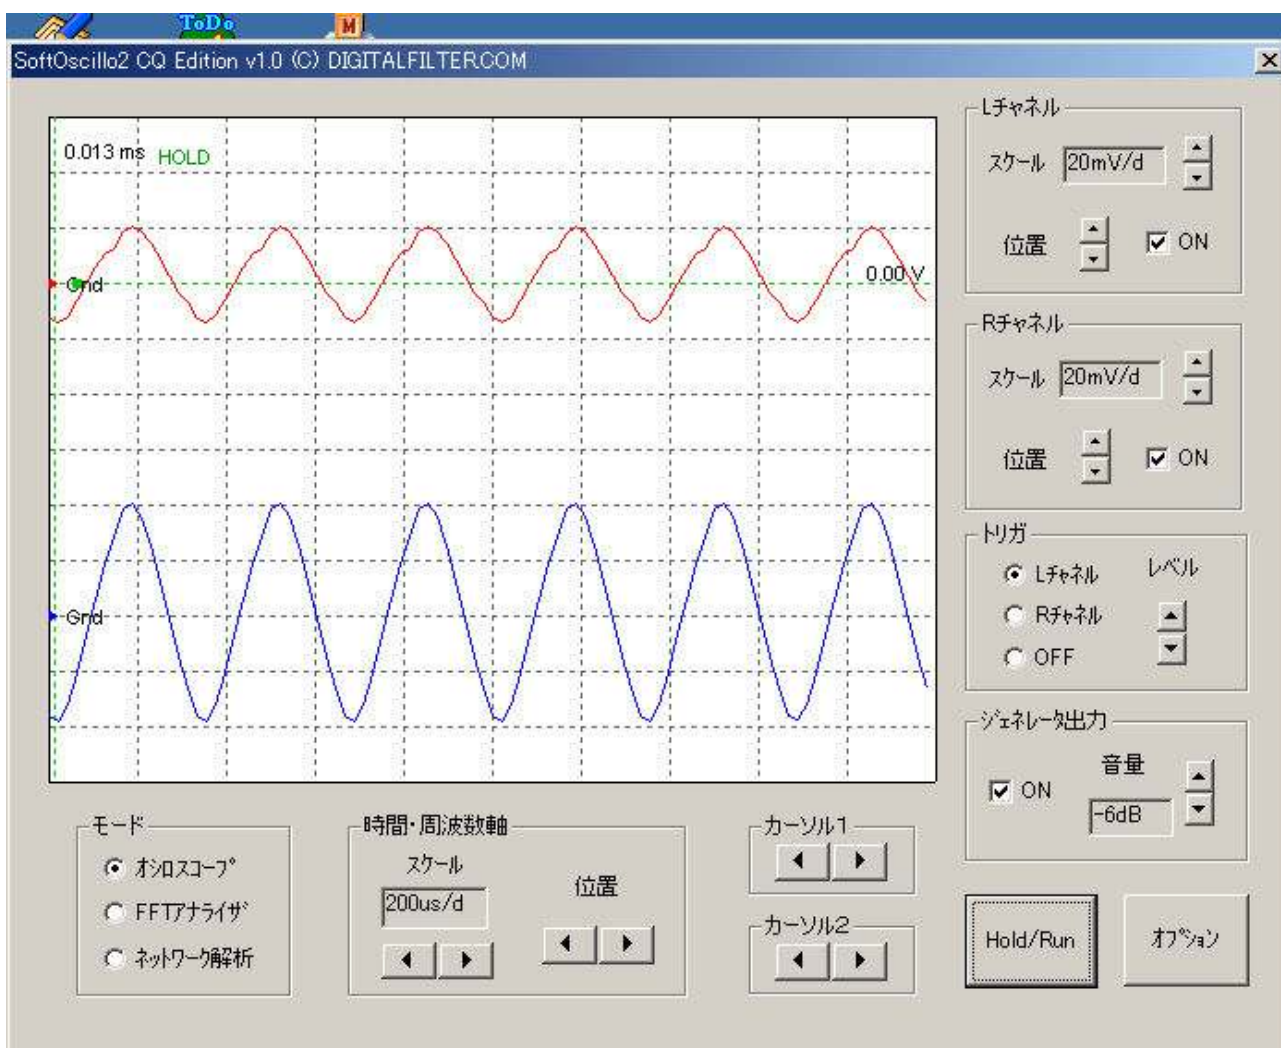 ToDo
M
SoftOscillo2 CQ Edition v1.0 (C) DIGITALFILTER.COM
0.013 ms HOLD
Gnd
0.00 V
Gnd
Lチャネル
スケール 20mV/d
位置 ON
Rチャネル
スケール 20mV/d
位置 ON
トリガ
Lチャネル レベル
Rチャネル
OFF
ジェネレータ出力
ON 音量
-6dB
モード
オシロスコープ
FFTアナライザ
ネットワーク解析
時間・周波数軸
スケール 位置
200us/d
カーソル1
カーソル2
Hold/Run
オプション